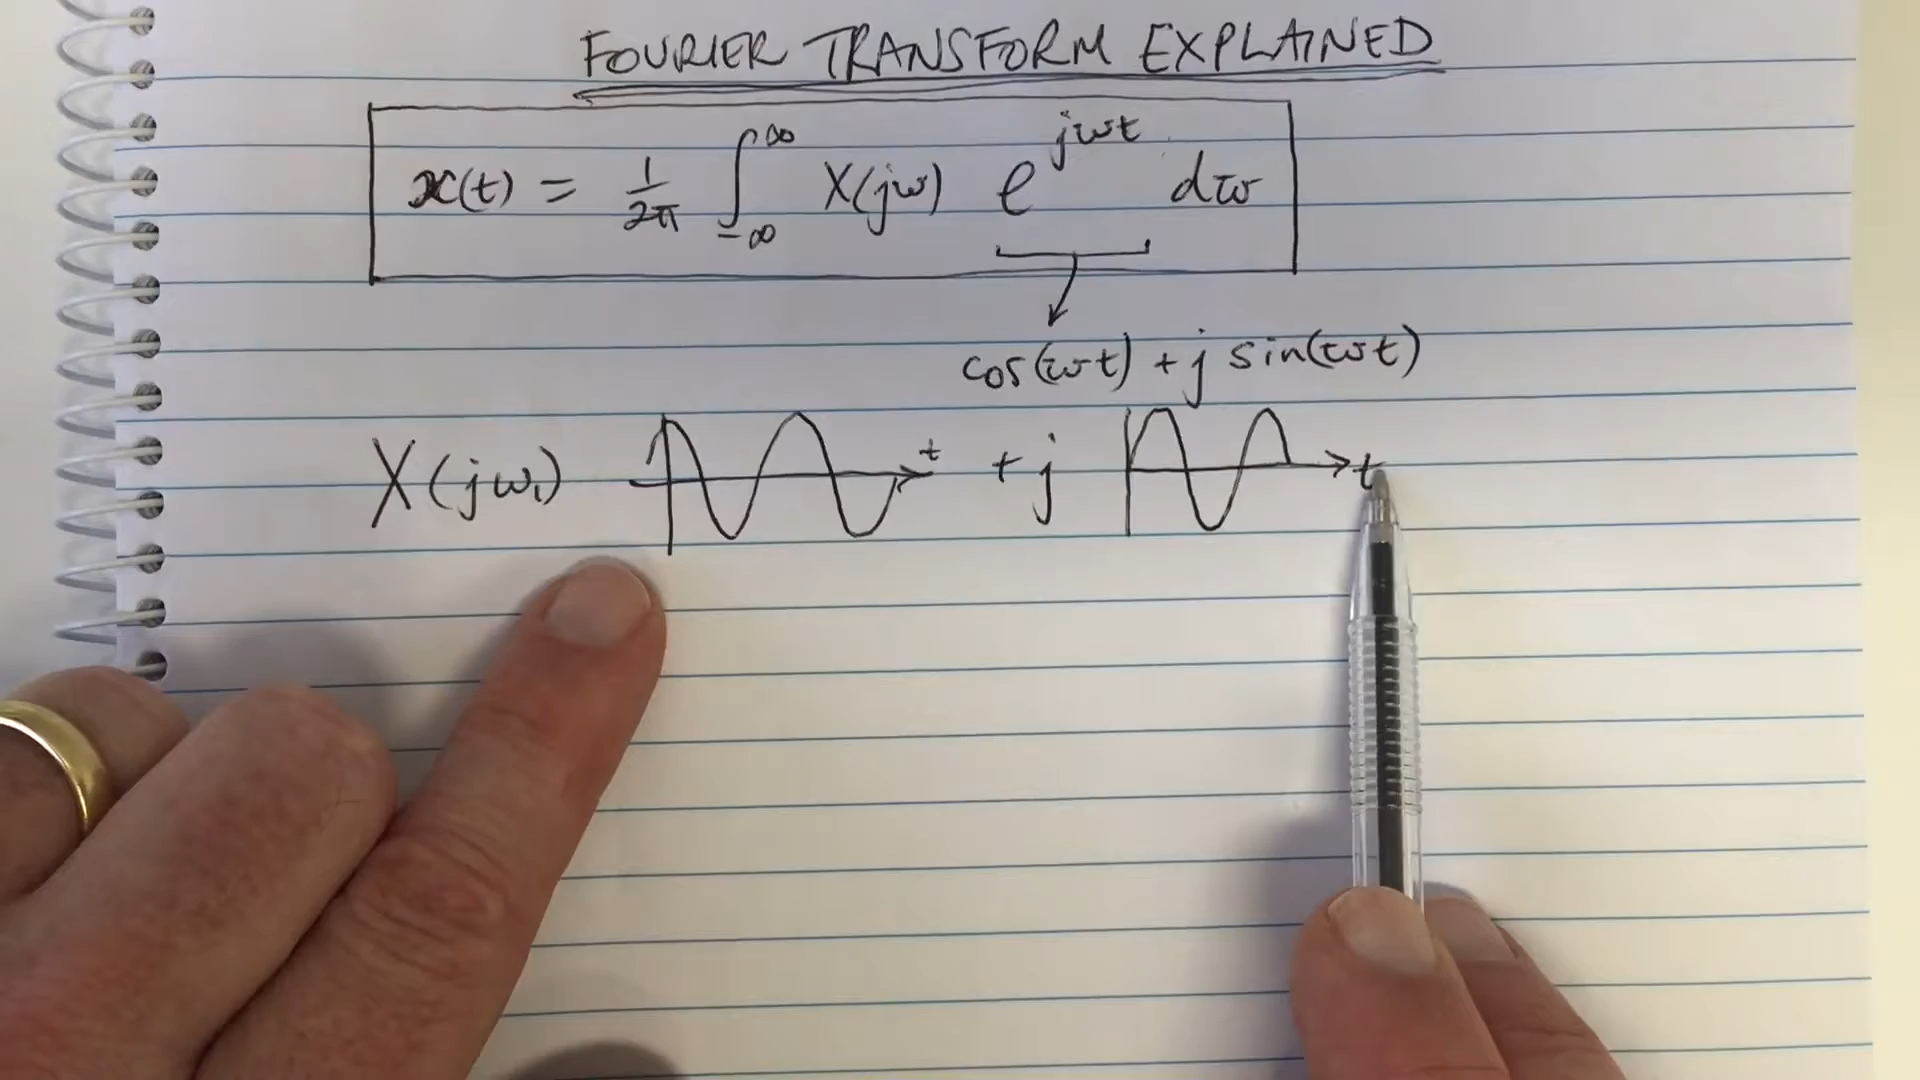 FOURIER TRANSFORM EXPLAINED
x(t) = 1/2π ∫_{-∞}^{∞} X(jω) e^{jωt} dω
cos(ωt) + j sin(ωt)
X(jω₁) t + j t